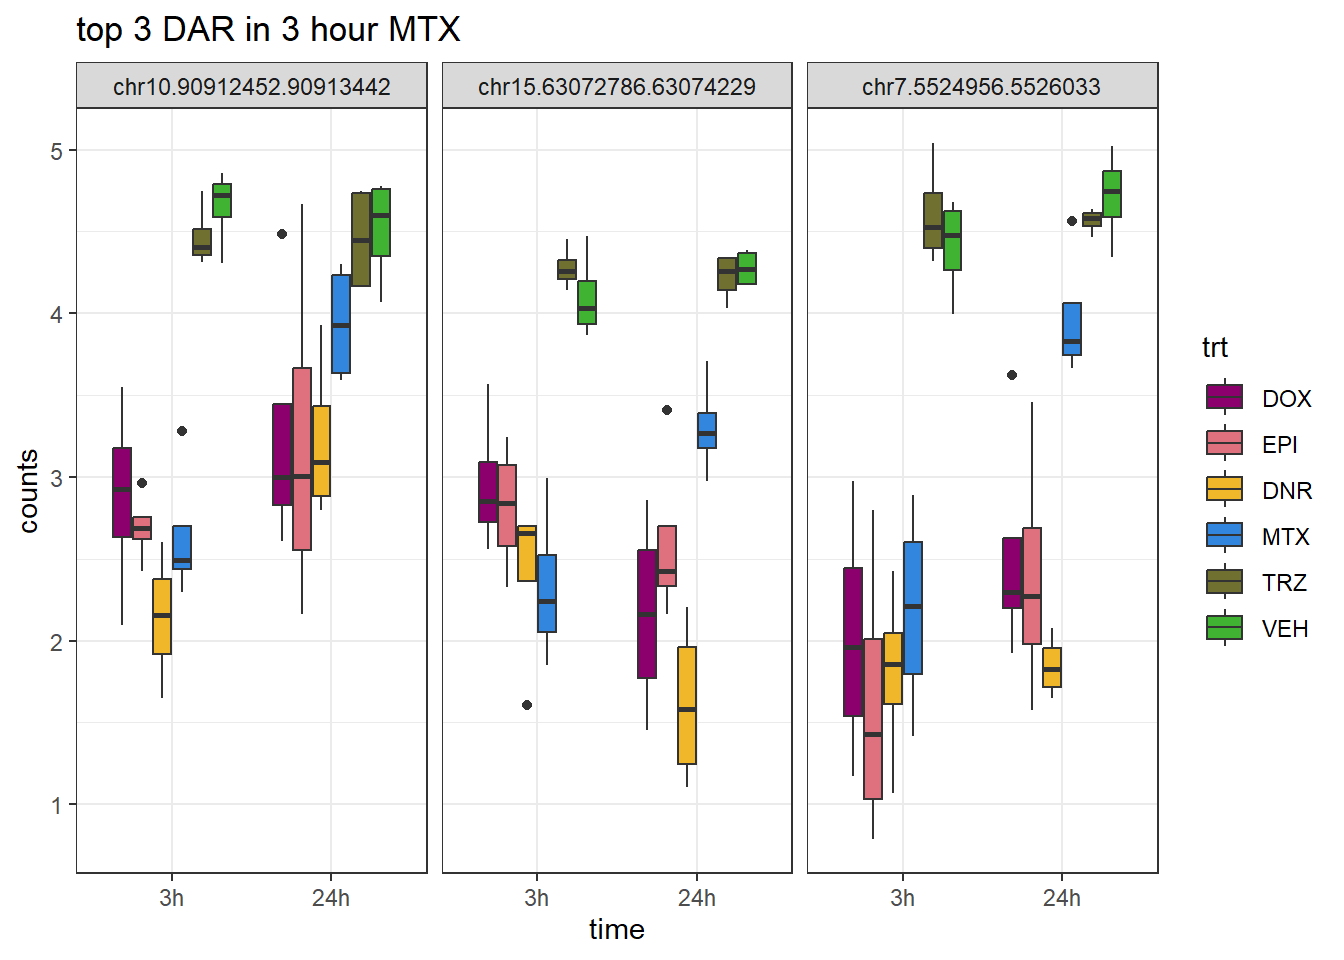 top 3 DAR in 3 hour MTX
chr10.90912452.90913442
chr15.63072786.63074229
chr7.5524956.5526033
5
4
3
2
1
counts
3h
24h
3h
24h
3h
24h
time
trt
DOX
EPI
DNR
MTX
TRZ
VEH